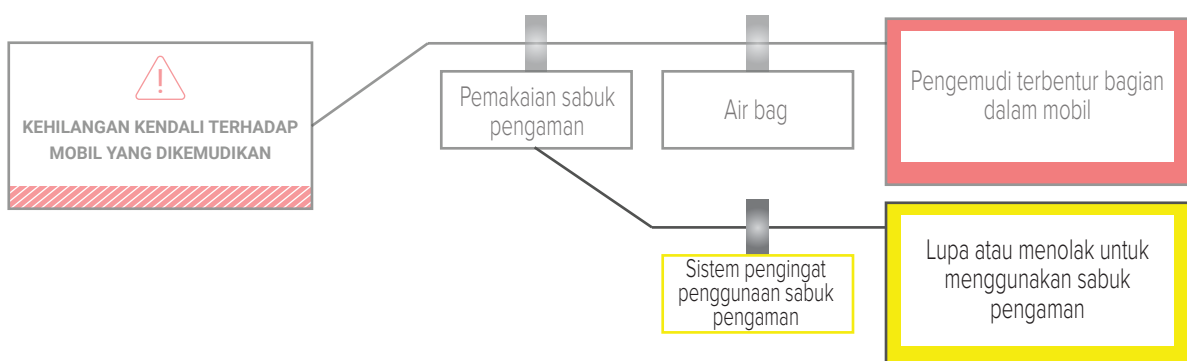 !
KEHILANGAN KENDALI TERHADAP
MOBIL YANG DIKEMUDIKAN
Pemakaian sabuk
pengaman
Air bag
Pengemudi terbentur bagian
dalam mobil
Sistem pengingat
penggunaan sabuk
pengaman
Lupa atau menolak untuk
menggunakan sabuk
pengaman